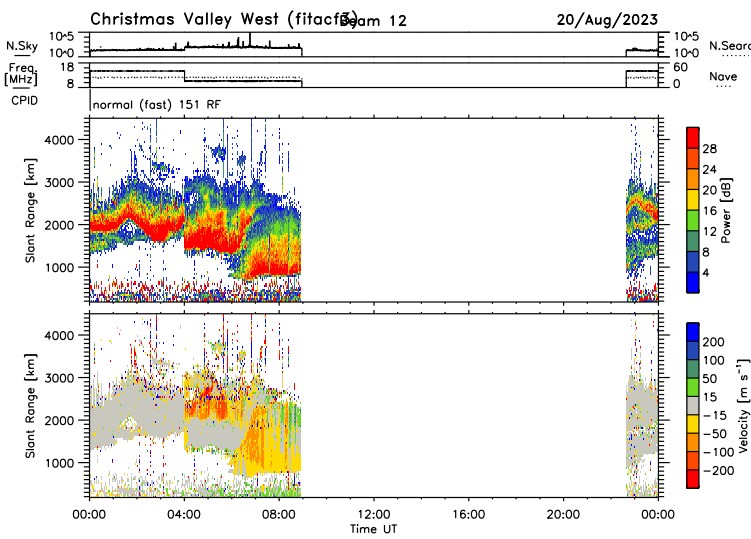 Christmas Valley West (fitacf3)
Beam 12
20/Aug/2023
N.Sky
10^5
10^0
10^5
10^0
N.Sear
Freq.
[MHz]
18
8
60
0
Nave
CPID
normal (fast) 151 RF
Slant Range [km]
4000
3000
2000
1000
28
24
20
16
12
8
4
Power [dB]
Slant Range [km]
4000
3000
2000
1000
200
100
50
15
-15
-50
-100
-200
Velocity [m s⁻¹]
00:00 04:00 08:00 12:00 16:00 20:00 00:00
Time UT